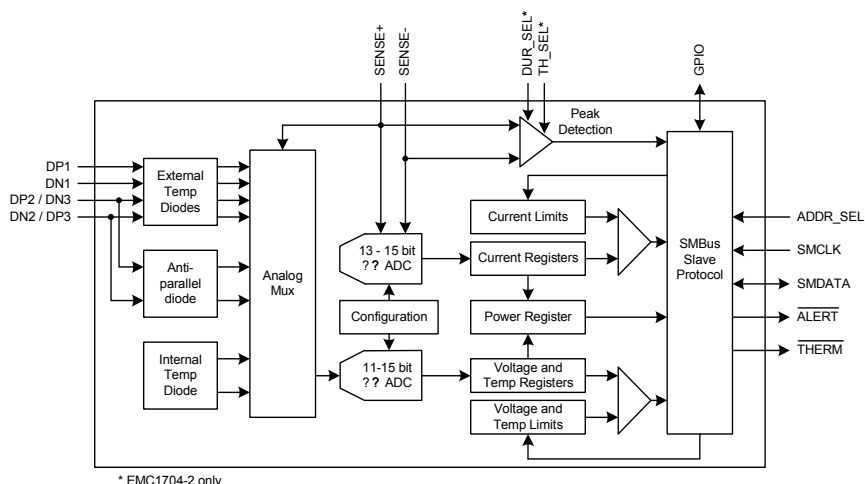 SENSE+
SENSE-
DUR_SEL*
TH_SEL*
GPIO
Peak
Detection
DP1
DN1
DP2 / DN3
DN2 / DP3
External
Temp
Diodes
Anti-
parallel
diode
Internal
Temp
Diode
Analog
Mux
13 - 15 bit
?? ADC
Configuration
11-15 bit
?? ADC
Current Limits
Current Registers
Power Register
Voltage and
Temp Registers
Voltage and
Temp Limits
SMBus
Slave
Protocol
ADDR_SEL
SMCLK
SMDATA
ALERT
THERM
* EMC1704-2 only